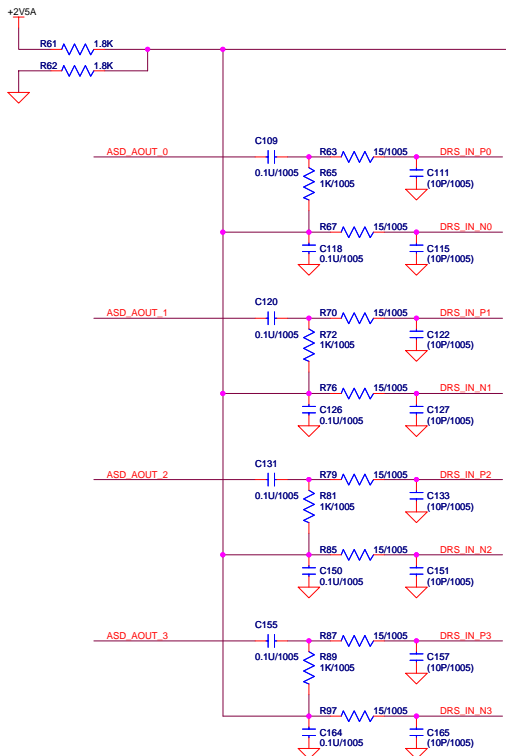 +2V5A
R61 1.8K
R62 1.8K
C109
ASD_AOUT_0 R63 15/1005 DRS_IN_P0
0.1U/1005 R65 C111
1K/1005 (10P/1005)
R67 15/1005 DRS_IN_N0
C118 C115
0.1U/1005 (10P/1005)
C120
ASD_AOUT_1 R70 15/1005 DRS_IN_P1
0.1U/1005 R72 C122
1K/1005 (10P/1005)
R76 15/1005 DRS_IN_N1
C126 C127
0.1U/1005 (10P/1005)
C131
ASD_AOUT_2 R79 15/1005 DRS_IN_P2
0.1U/1005 R81 C133
1K/1005 (10P/1005)
R85 15/1005 DRS_IN_N2
C150 C151
0.1U/1005 (10P/1005)
C155
ASD_AOUT_3 R87 15/1005 DRS_IN_P3
0.1U/1005 R89 C157
1K/1005 (10P/1005)
R97 15/1005 DRS_IN_N3
C164 C165
0.1U/1005 (10P/1005)